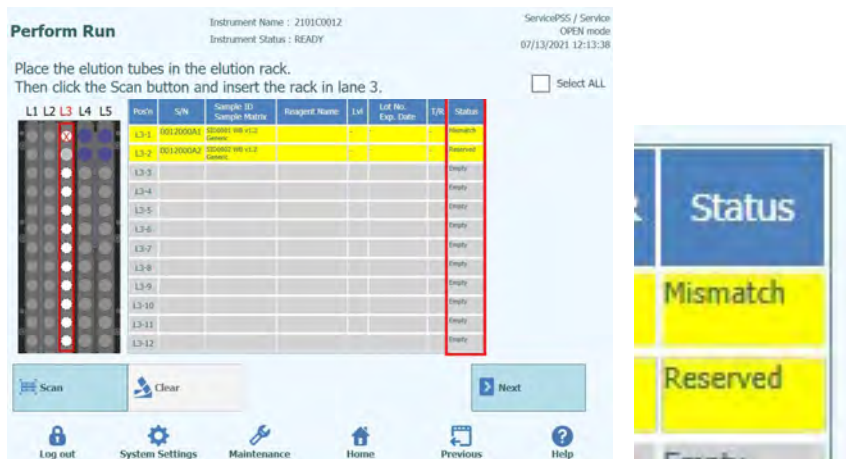 Perform Run
Instrument Name : 2101C0012
Instrument Status : READY
ServicePSS / Service
OPEN mode
07/13/2021 12:13:38
Place the elution tubes in the elution rack.
Then click the Scan button and insert the rack in lane 3.
Select ALL
L1 L2 L3 L4 L5
Pos'n S/N Sample ID Reagent Name Lvl Lot No. T/R Status
Sample Matrix Exp. Date
L3-1 0012000A1 - - - Mismatch
Generic
L3-2 0012000A2 - - - Reserved
Generic
L3-3 Empty
L3-4 Empty
L3-5 Empty
L3-6 Empty
L3-7 Empty
L3-8 Empty
L3-9 Empty
L3-10 Empty
L3-11 Empty
L3-12 Empty
Scan Clear Next
Log out System Settings Maintenance Home Previous Help
Status
Mismatch
Reserved